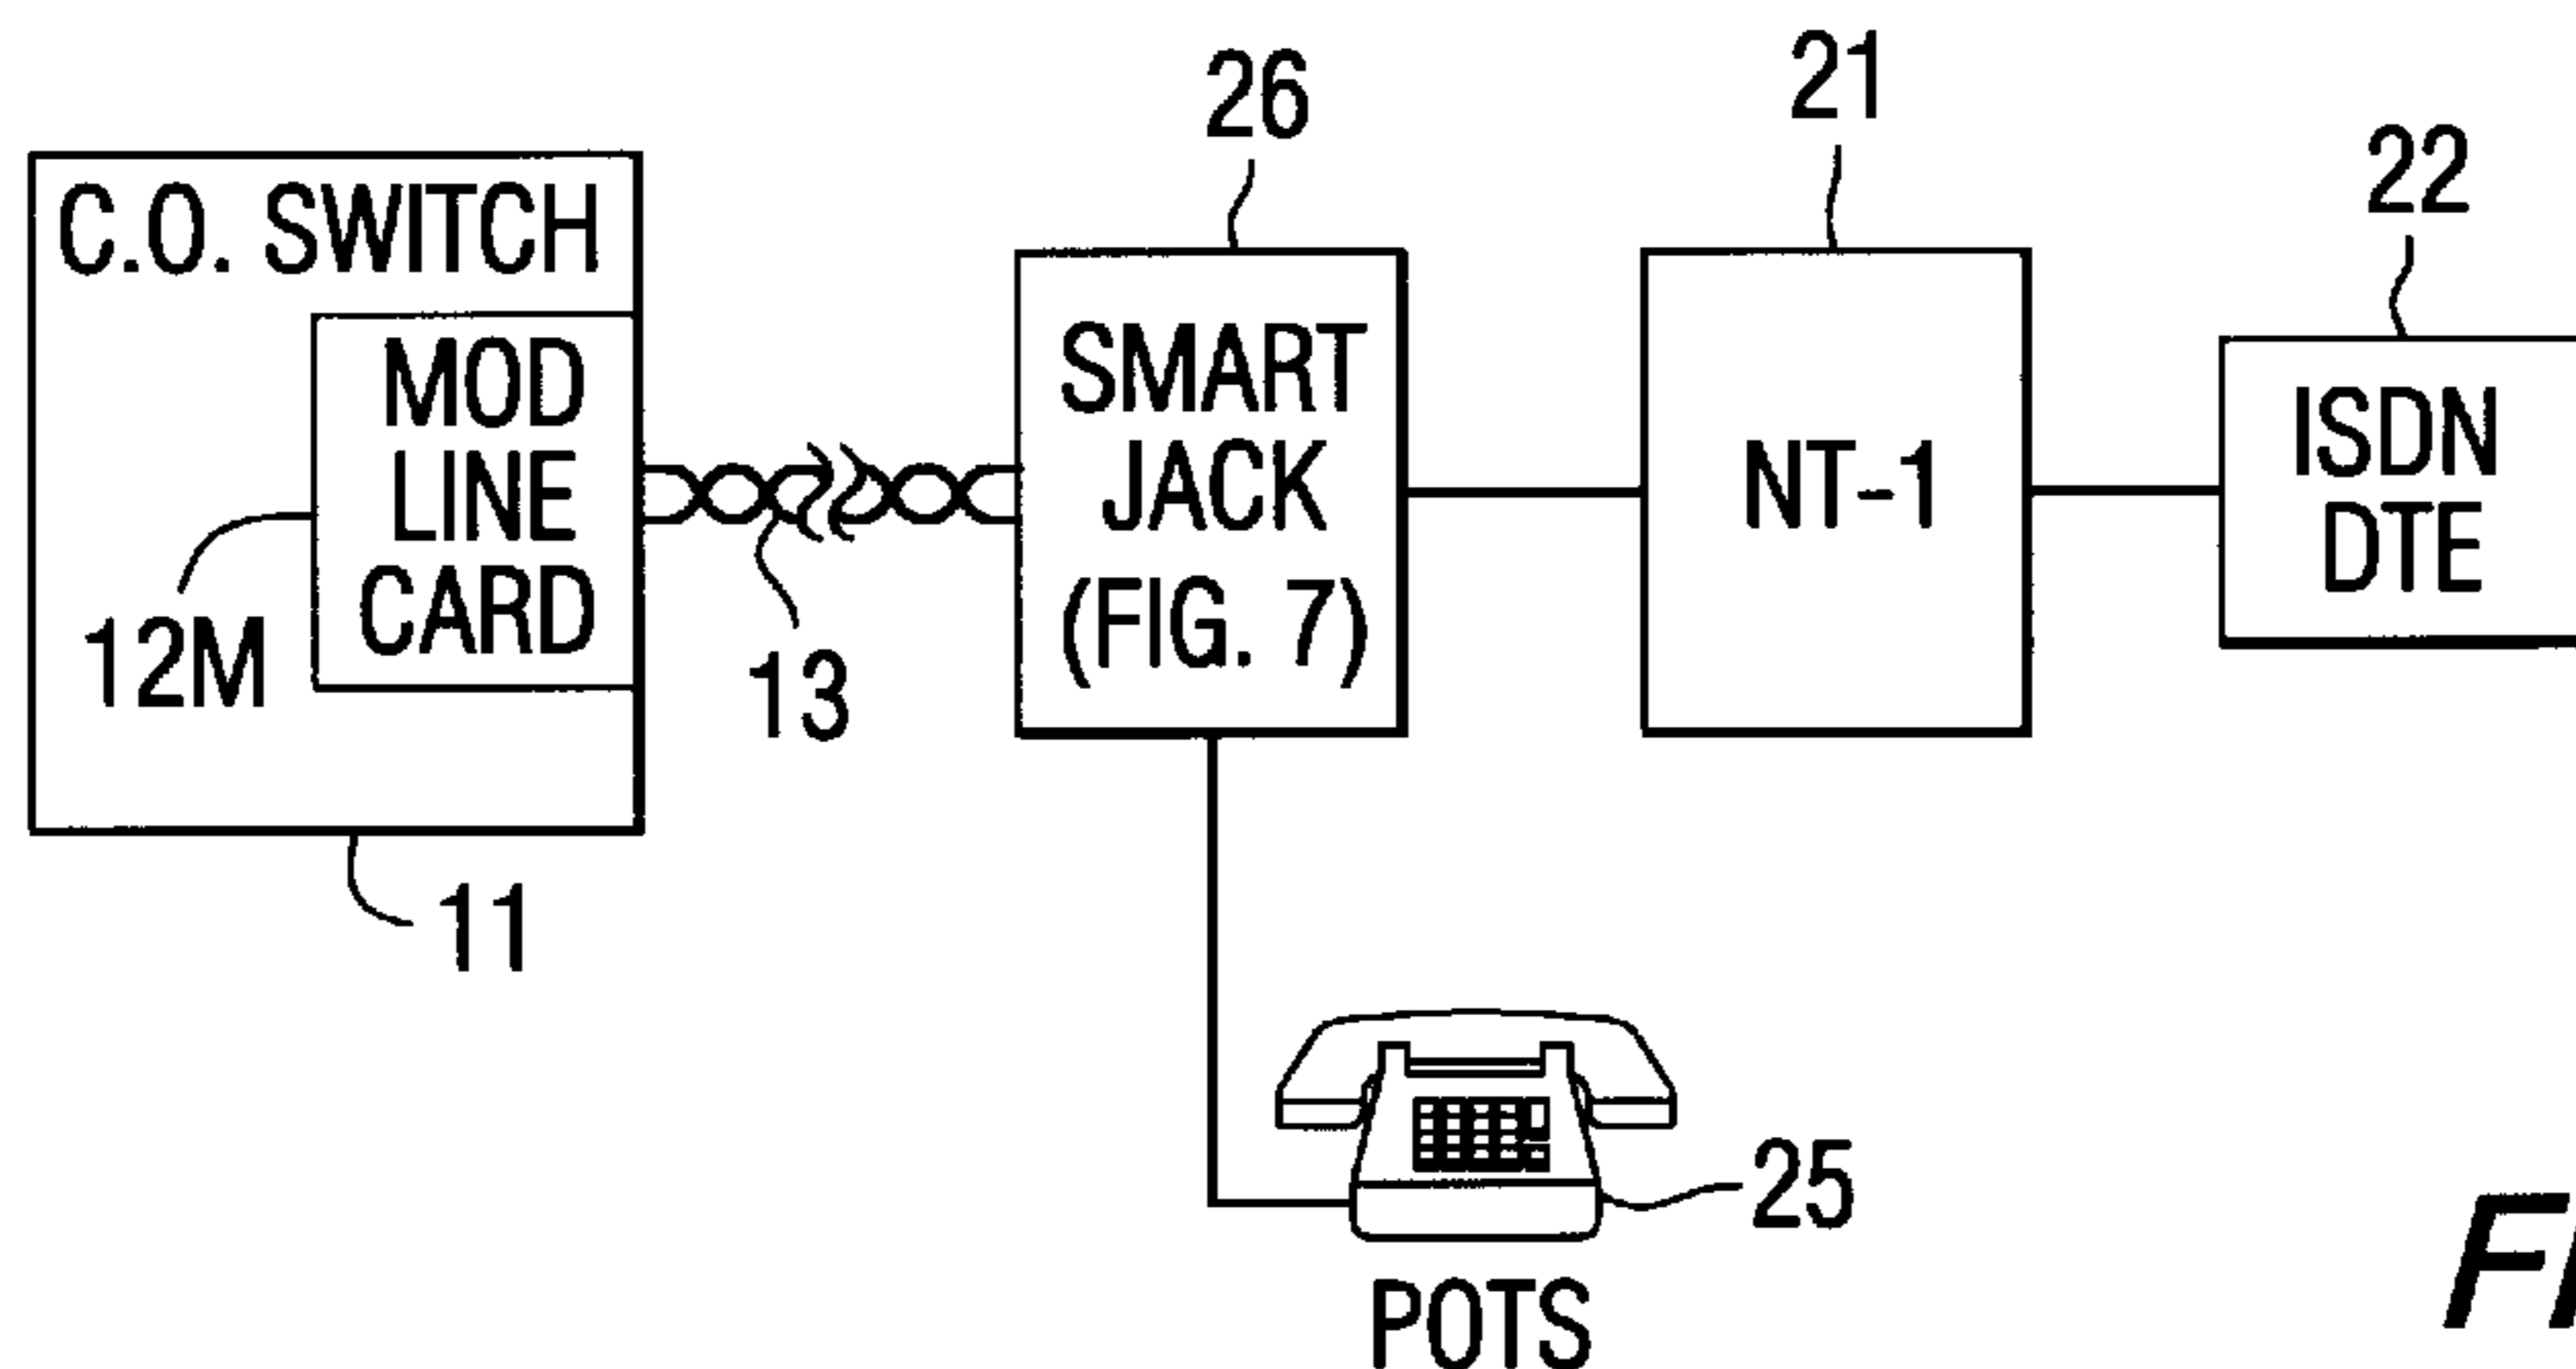 26
21
22
C.O. SWITCH
MOD
LINE
CARD
12M
13
11
SMART
JACK
(FIG. 7)
NT-1
ISDN
DTE
25
POTS